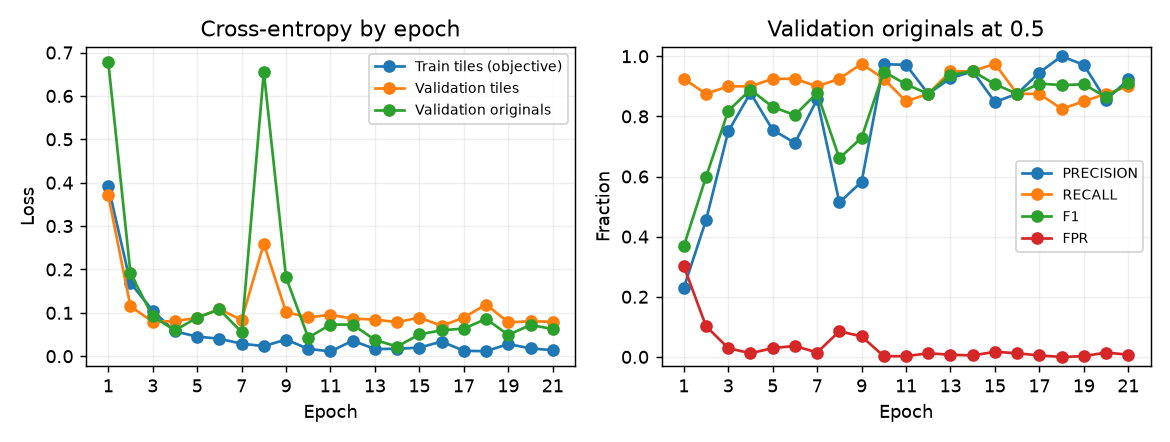 Cross-entropy by epoch
Loss
0.7
0.6
0.5
0.4
0.3
0.2
0.1
0.0
Train tiles (objective)
Validation tiles
Validation originals
1 3 5 7 9 11 13 15 17 19 21
Epoch
Validation originals at 0.5
Fraction
1.0
0.8
0.6
0.4
0.2
0.0
PRECISION
RECALL
F1
FPR
1 3 5 7 9 11 13 15 17 19 21
Epoch